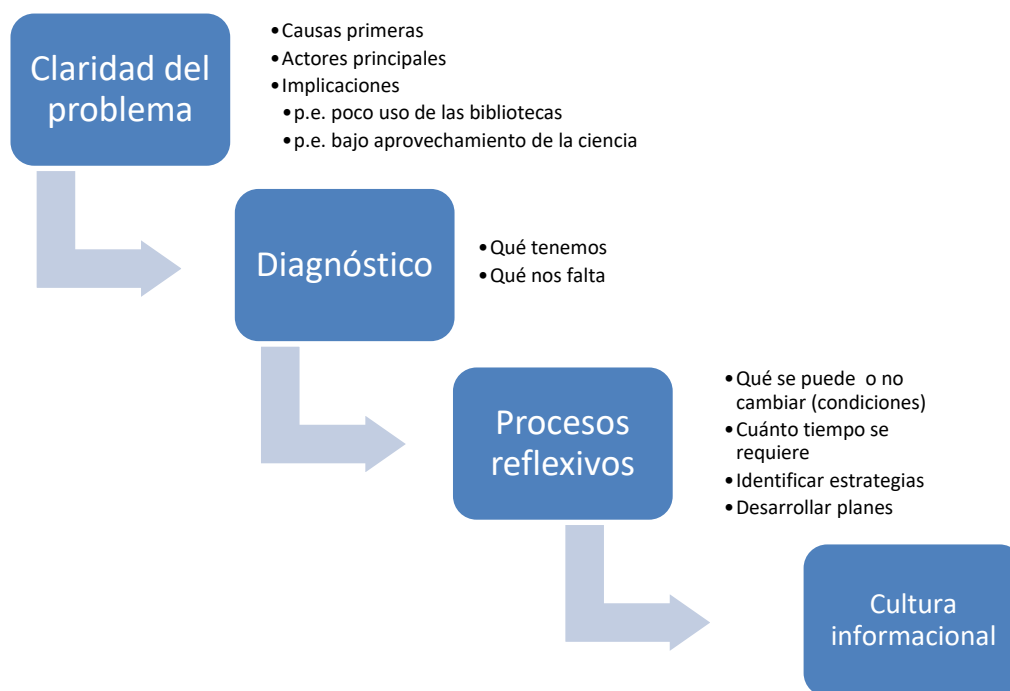 Claridad del
problema
•Causas primeras
•Actores principales
•Implicaciones
•p.e. poco uso de las bibliotecas
•p.e. bajo aprovechamiento de la ciencia
Diagnóstico
•Qué tenemos
•Qué nos falta
Procesos
reflexivos
•Qué se puede o no
cambiar (condiciones)
•Cuánto tiempo se
requiere
•Identificar estrategias
•Desarrollar planes
Cultura
informacional